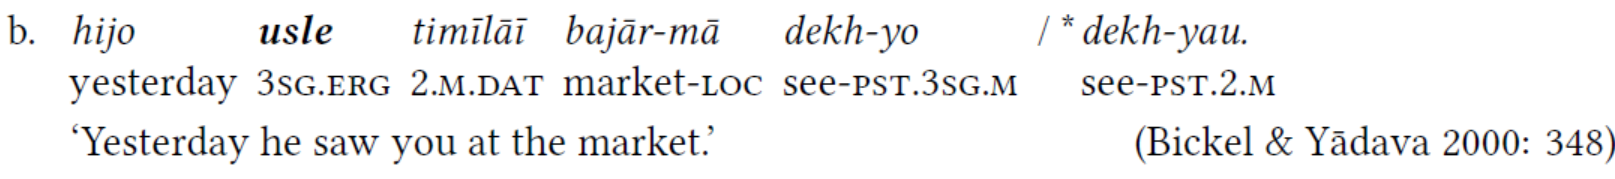 b. hijo usle timīlāī bajār-mā dekh-yo / * dekh-yau.
yesterday 3SG.ERG 2.M.DAT market-LOC see-PST.3SG.M see-PST.2.M
‘Yesterday he saw you at the market.’ (Bickel & Yādava 2000: 348)